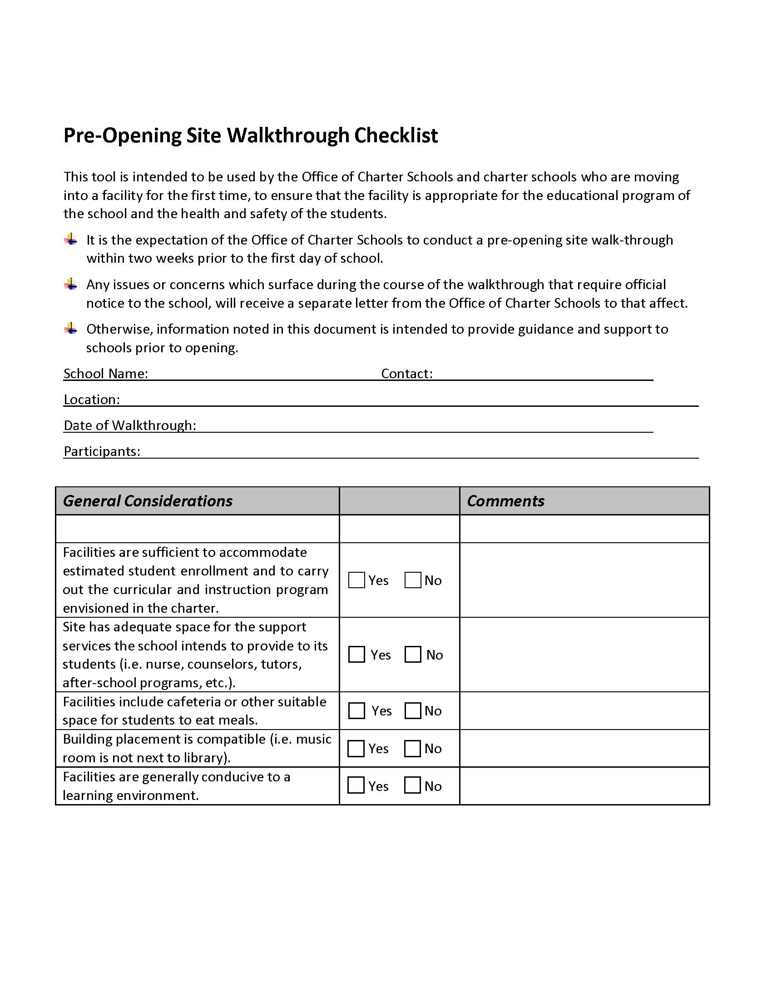 Pre-Opening Site Walkthrough Checklist
This tool is intended to be used by the Office of Charter Schools and charter schools who are moving
into a facility for the first time, to ensure that the facility is appropriate for the educational program of
the school and the health and safety of the students.
It is the expectation of the Office of Charter Schools to conduct a pre-opening site walk-through
within two weeks prior to the first day of school.
Any issues or concerns which surface during the course of the walkthrough that require official
notice to the school, will receive a separate letter from the Office of Charter Schools to that affect.
Otherwise, information noted in this document is intended to provide guidance and support to
schools prior to opening.
School Name: Contact:
Location:
Date of Walkthrough:
Participants:
General Considerations Comments
Facilities are sufficient to accommodate
estimated student enrollment and to carry
out the curricular and instruction program
envisioned in the charter.
Yes No
Site has adequate space for the support
services the school intends to provide to its
students (i.e. nurse, counselors, tutors,
after-school programs, etc.).
Yes No
Facilities include cafeteria or other suitable
space for students to eat meals.
Yes No
Building placement is compatible (i.e. music
room is not next to library).
Yes No
Facilities are generally conducive to a
learning environment.
Yes No